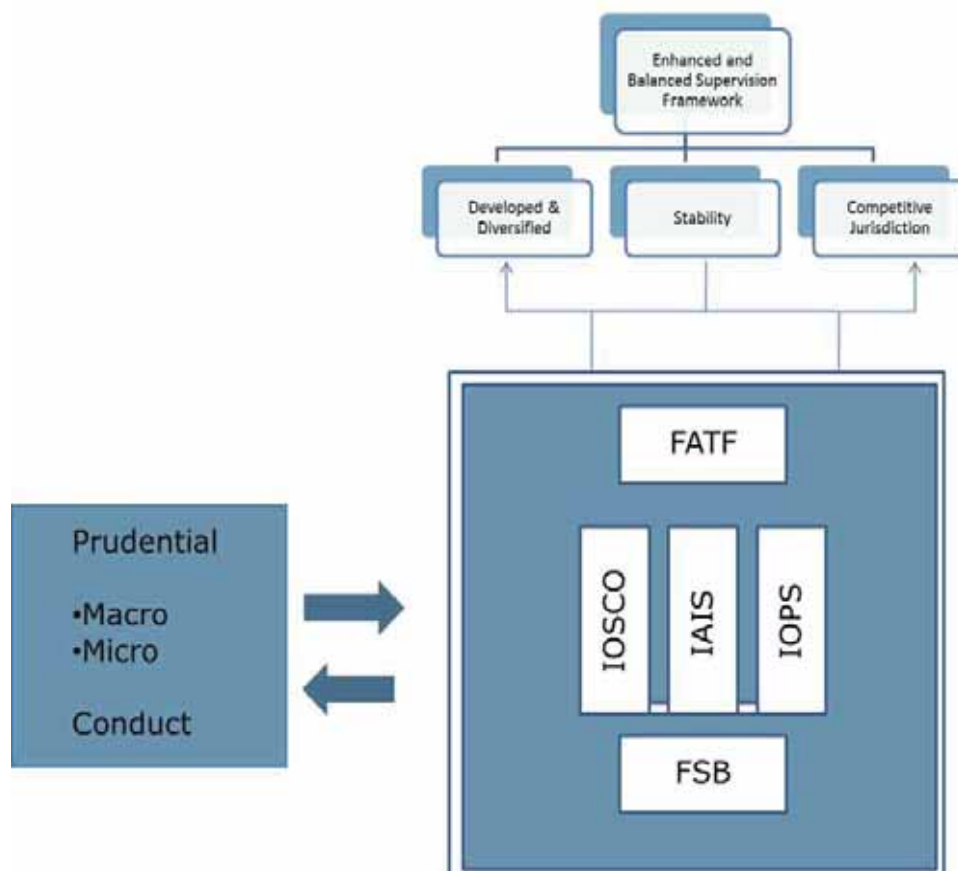 Enhanced and
Balanced Supervision
Framework
Developed &
Diversified
Stability
Competitive
Jurisdiction
FATF
IOSCO
IAIS
IOPS
FSB
Prudential
•Macro
•Micro
Conduct